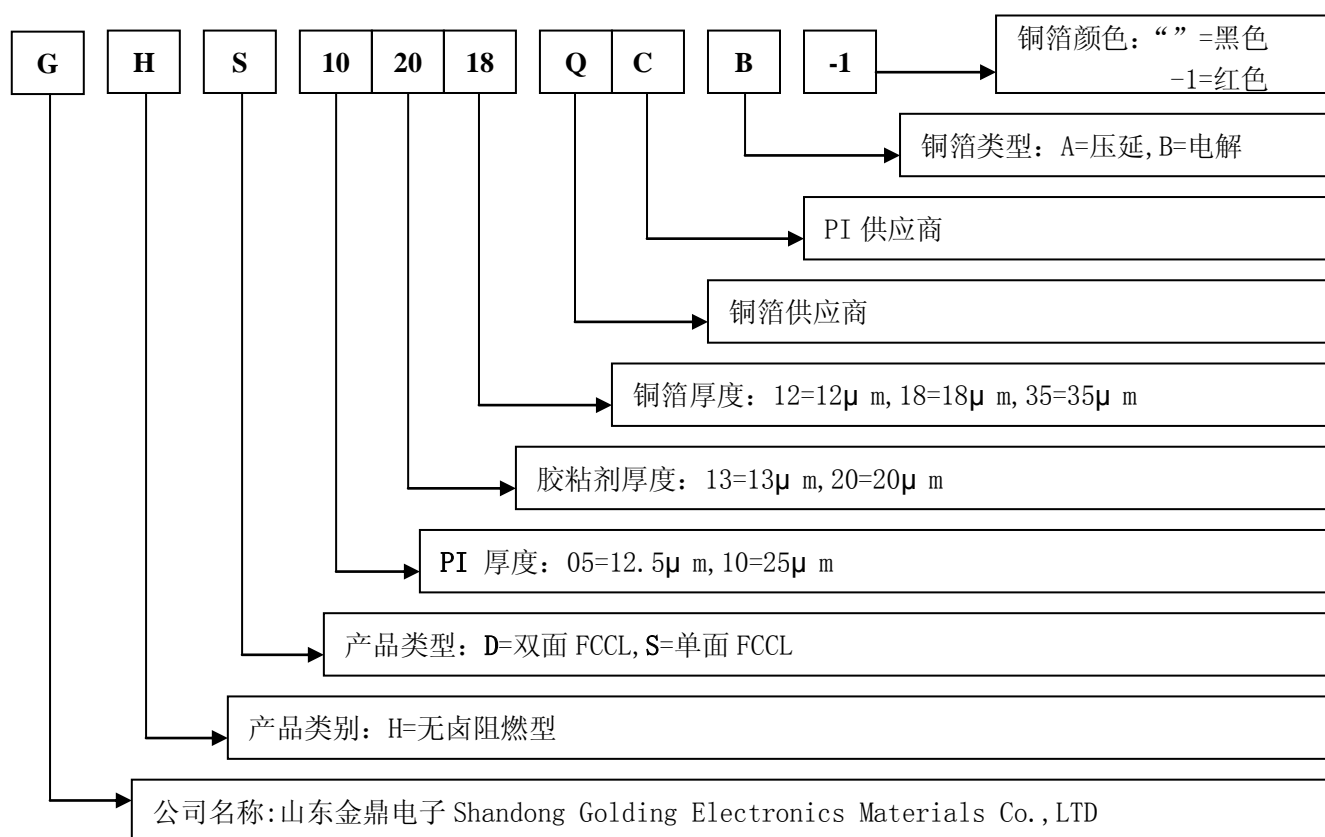 G H S 10 20 18 Q C B -1
铜箔颜色：“”=黑色
-1=红色
铜箔类型：A=压延,B=电解
PI 供应商
铜箔供应商
铜箔厚度：12=12μ m,18=18μ m,35=35μ m
胶粘剂厚度：13=13μ m,20=20μ m
PI 厚度：05=12.5μ m,10=25μ m
产品类型：D=双面 FCCL,S=单面 FCCL
产品类别：H=无卤阻燃型
公司名称:山东金鼎电子 Shandong Golding Electronics Materials Co.,LTD